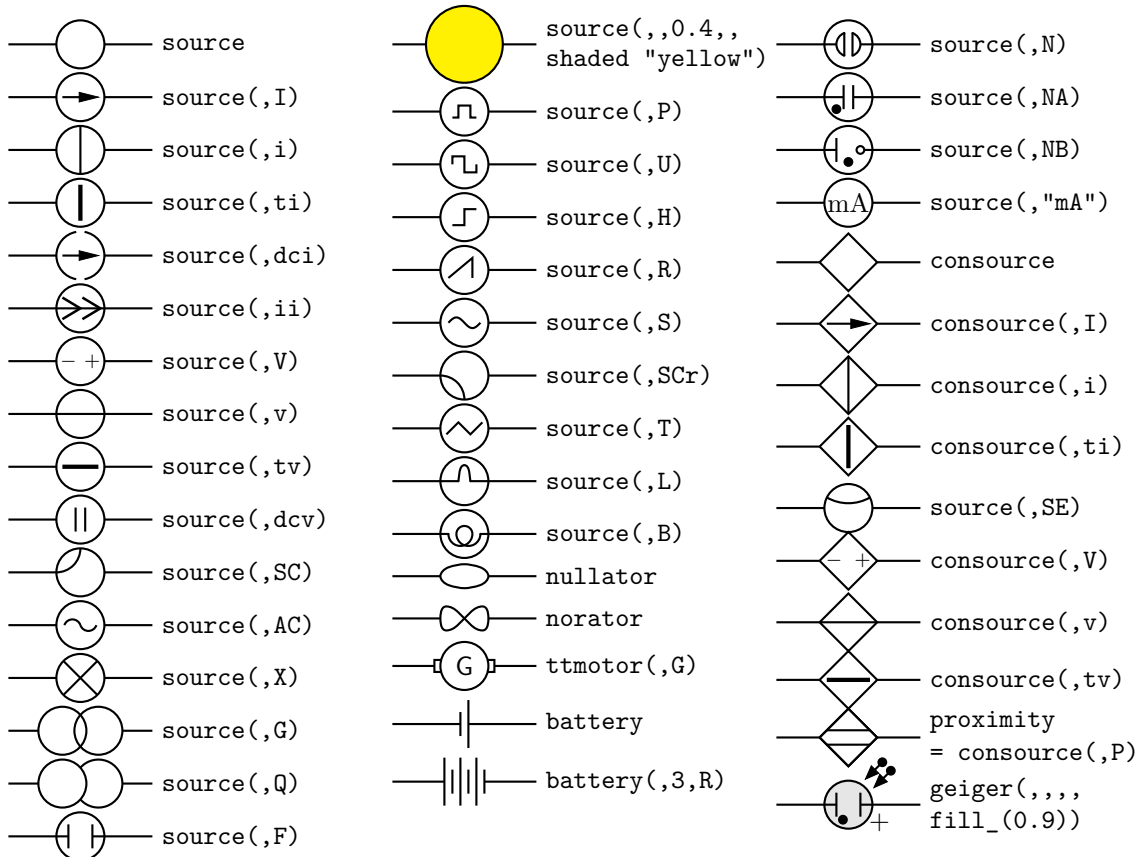 source
source(,I)
source(,i)
source(,ti)
source(,dci)
source(,ii)
− +
source(,V)
source(,v)
source(,tv)
source(,dcv)
source(,SC)
source(,AC)
source(,X)
source(,G)
source(,Q)
source(,F)
source(,,0.4,,
shaded "yellow")
source(,P)
source(,U)
source(,H)
source(,R)
source(,S)
source(,SCr)
source(,T)
source(,L)
source(,B)
nullator
norator
G
ttmotor(,G)
battery
battery(,3,R)
source(,N)
source(,NA)
source(,NB)
mA
source(,"mA")
consource
consource(,I)
consource(,i)
consource(,ti)
source(,SE)
− +
consource(,V)
consource(,v)
consource(,tv)
proximity
= consource(,P)
+
geiger(,,,,
fill_(0.9))